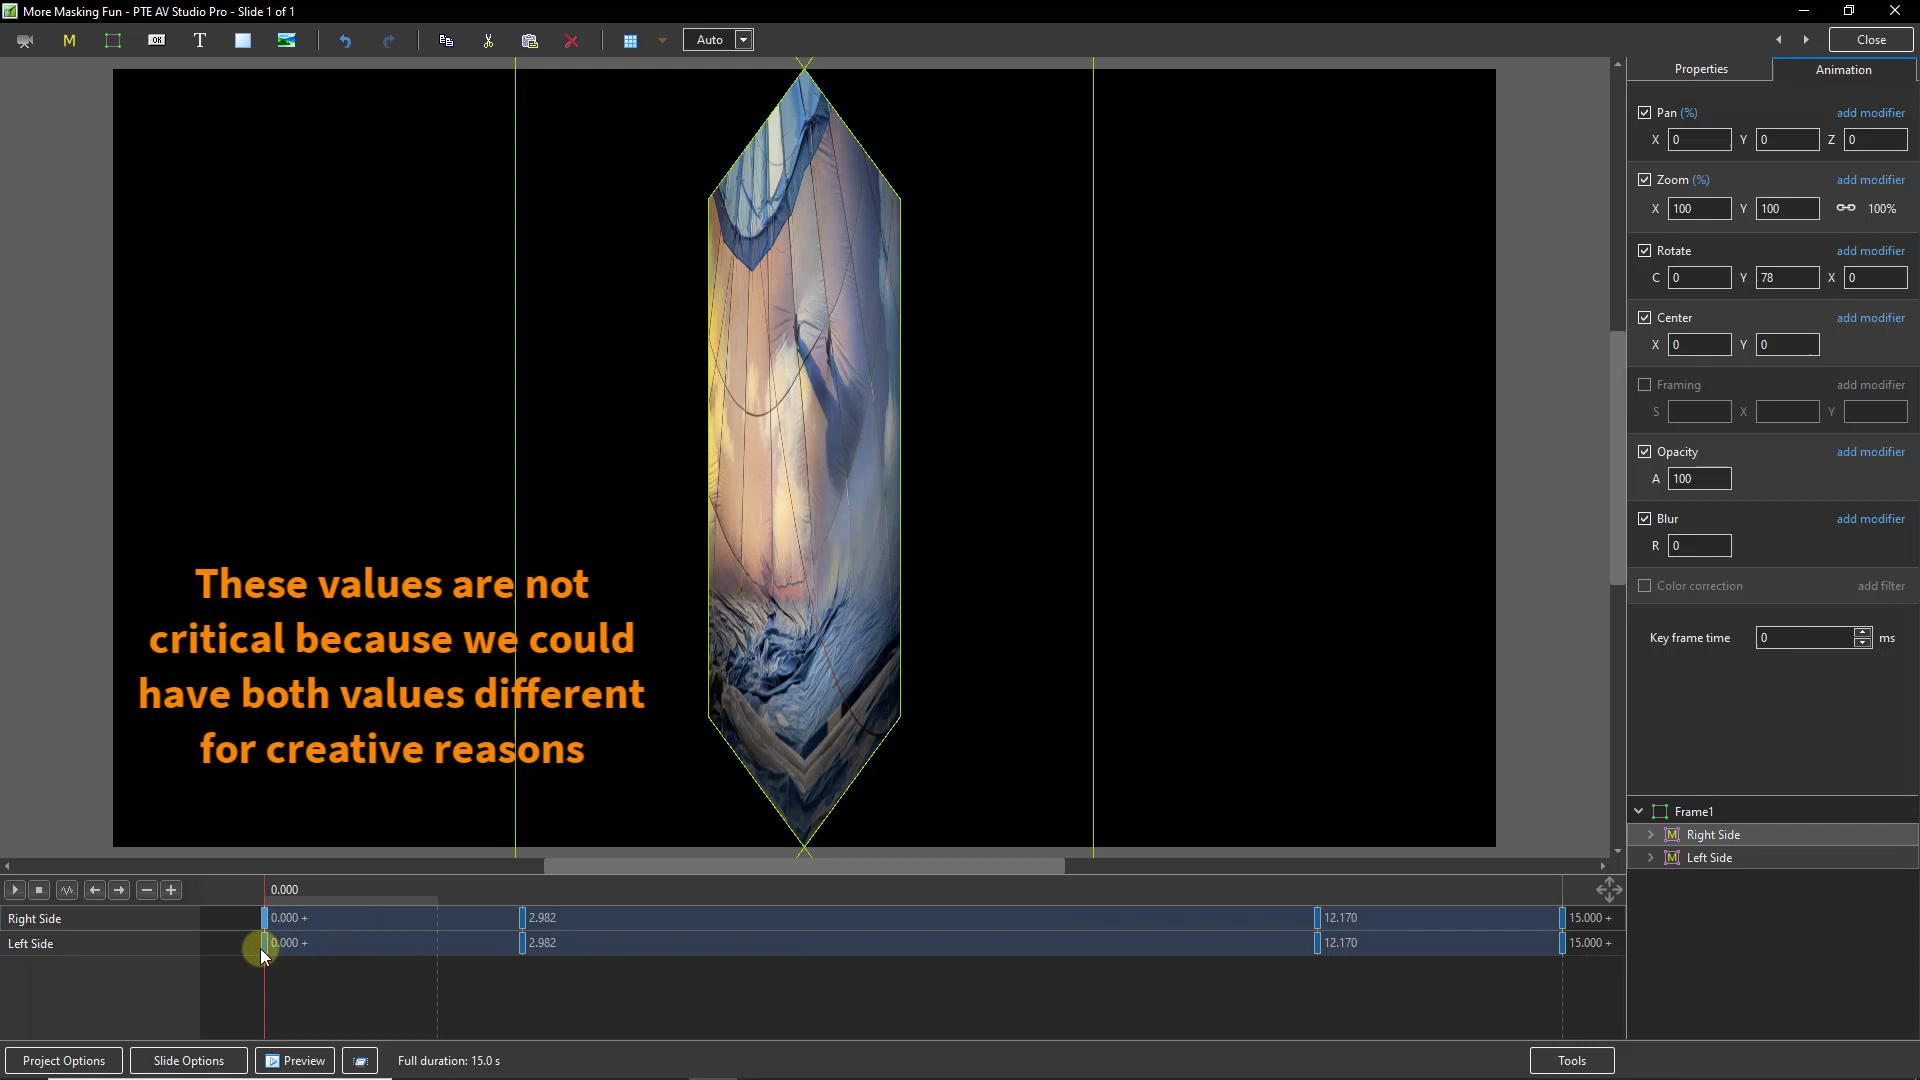 More Masking Fun - PTE AV Studio Pro - Slide 1 of 1
M
OK
T
Auto
Close
Properties
Animation
Pan (%)
add modifier
X 0 Y 0 Z 0
Zoom (%)
add modifier
X 100 Y 100 100%
Rotate
add modifier
C 0 Y 78 X 0
Center
add modifier
X 0 Y 0
Framing
add modifier
S X Y
Opacity
add modifier
A 100
Blur
add modifier
R 0
Color correction
add filter
Key frame time 0 ms
These values are not
critical because we could
have both values different
for creative reasons
Frame1
M Right Side
M Left Side
0.000
Right Side 0.000 + 2.982 12.170 15.000 +
Left Side 0.000 + 2.982 12.170 15.000 +
Project Options
Slide Options
Preview
Full duration: 15.0 s
Tools